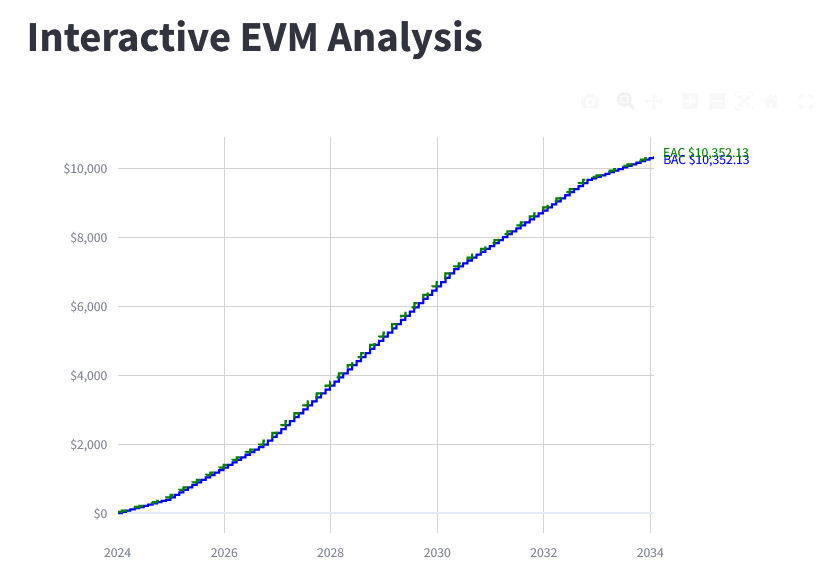 Interactive EVM Analysis
EAC $10,352.13
BAC $10,352.13
$10,000
$8,000
$6,000
$4,000
$2,000
$0
2024 2026 2028 2030 2032 2034